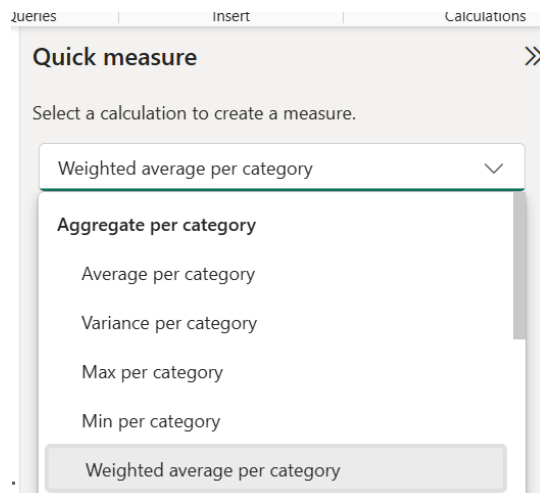 Queries Insert Calculations
Quick measure
Select a calculation to create a measure.
Weighted average per category
Aggregate per category
Average per category
Variance per category
Max per category
Min per category
Weighted average per category